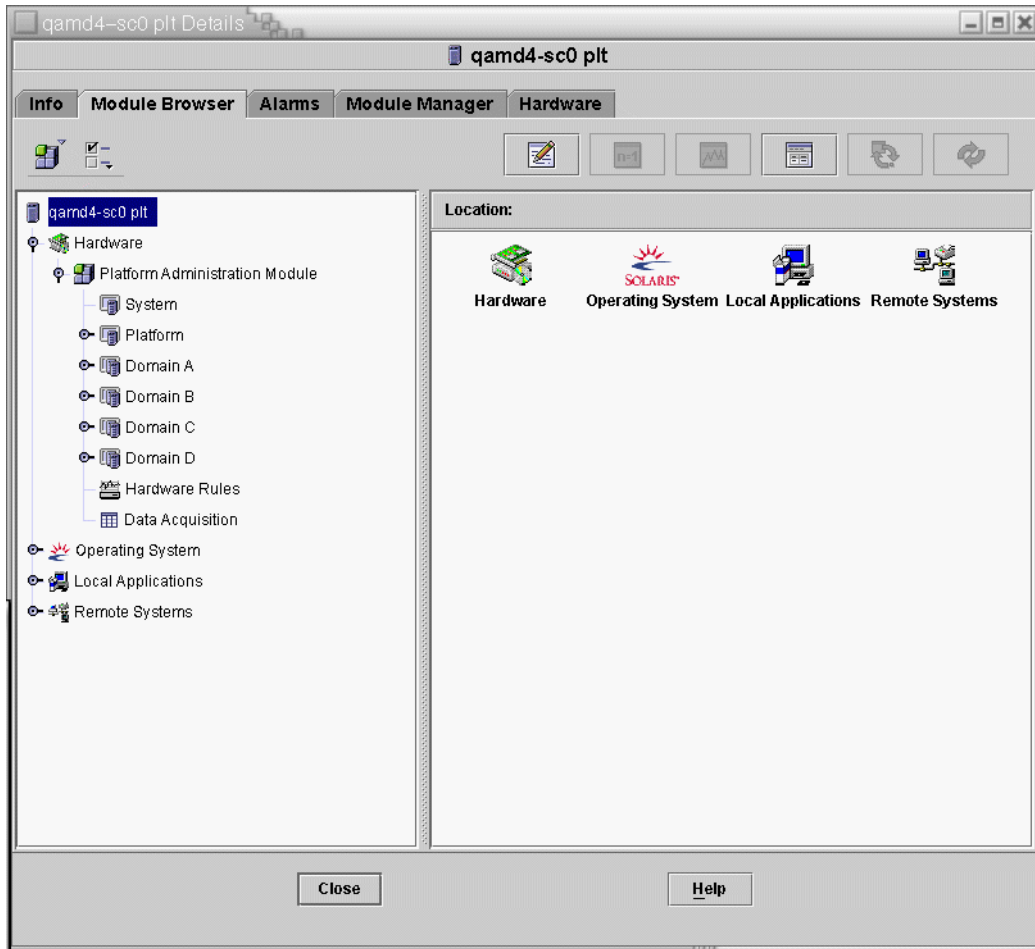 qamd4–sc0 plt Details
qamd4-sc0 plt
Info Module Browser Alarms Module Manager Hardware
n=1
qamd4-sc0 plt
Hardware
Platform Administration Module
System
Platform
Domain A
Domain B
Domain C
Domain D
Hardware Rules
Data Acquisition
Operating System
Local Applications
Remote Systems
Location:
SOLARIS
Hardware Operating System Local Applications Remote Systems
Close Help